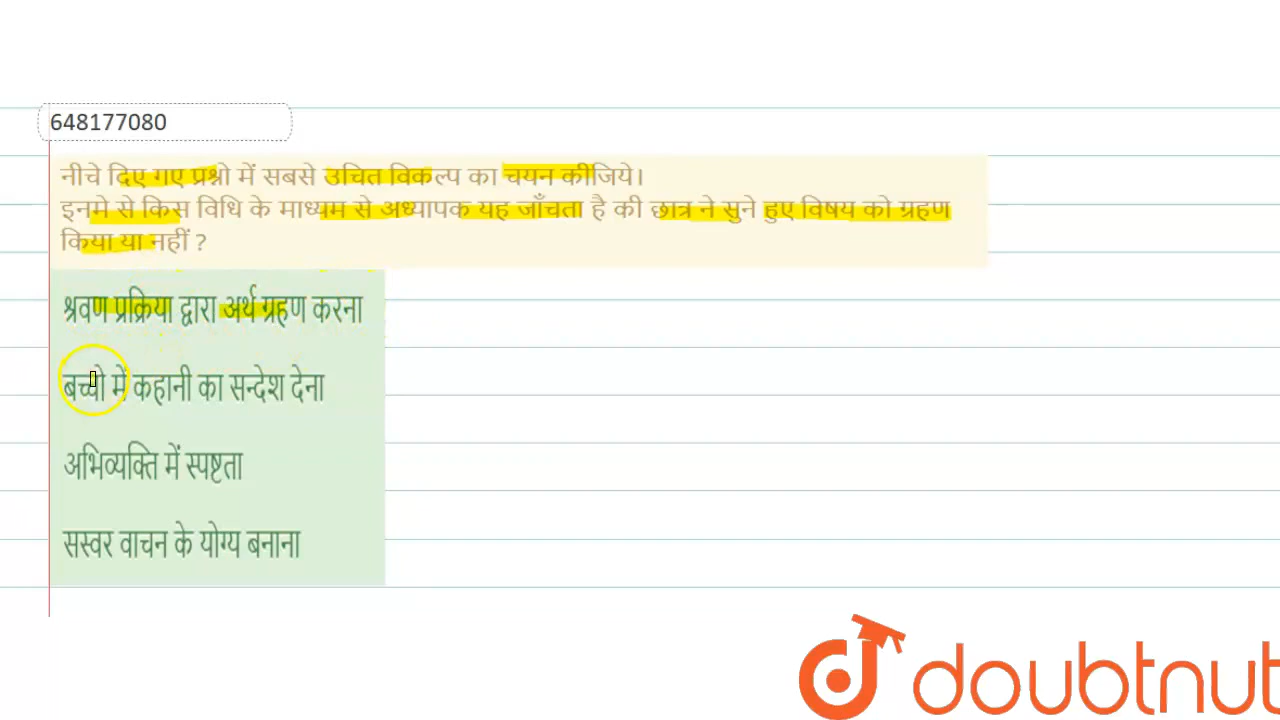 648177080
नीचे दिए गए प्रश्नो में सबसे उचित विकल्प का चयन कीजिये।
इनमे से किस विधि के माध्यम से अध्यापक यह जाँचता है की छात्र ने सुने हुए विषय को ग्रहण
किया या नहीं ?
श्रवण प्रक्रिया द्वारा अर्थ ग्रहण करना
बच्चो में कहानी का सन्देश देना
अभिव्यक्ति में स्पष्टता
सस्वर वाचन के योग्य बनाना
doubtnut